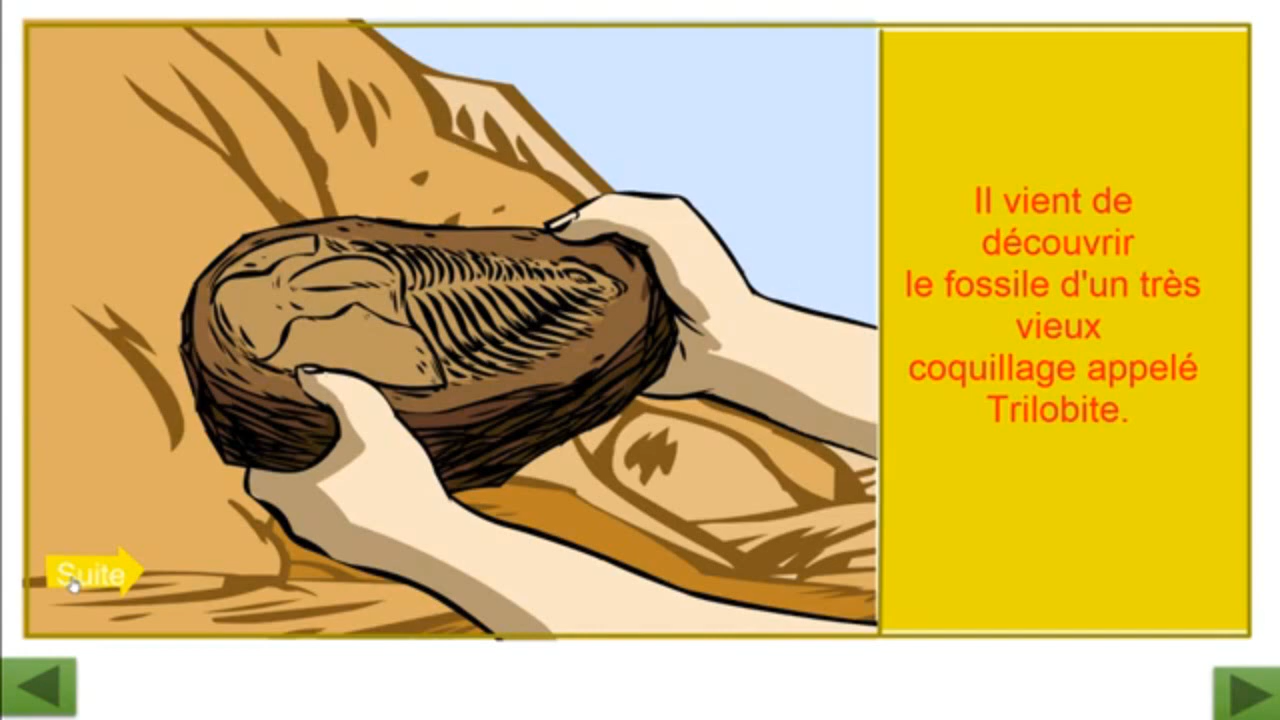 Il vient de
découvrir
le fossile d'un très
vieux
coquillage appelé
Trilobite.
Suite